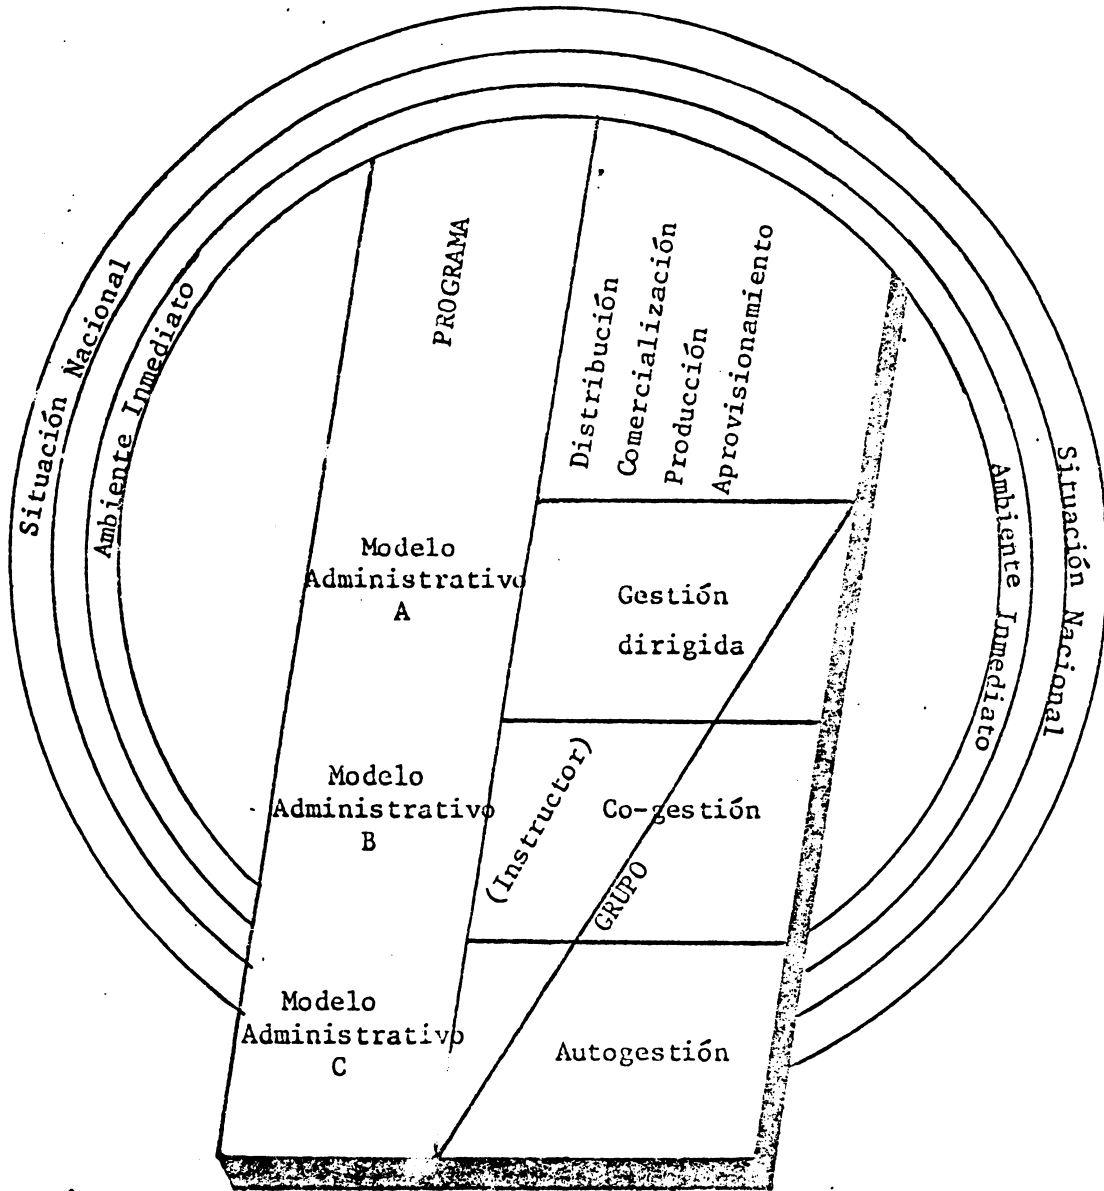 Situación Nacional
Ambiente Inmediato
PROGRAMA
Distribución
Comercialización
Producción
Aprovisionamiento
Ambiente Inmediato
Situación Nacional
Modelo
Administrativo
A
Gestión
dirigida
Modelo
Administrativo
B
(Instructor)
Co-gestión
GRUPO
Modelo
Administrativo
C
Autogestión